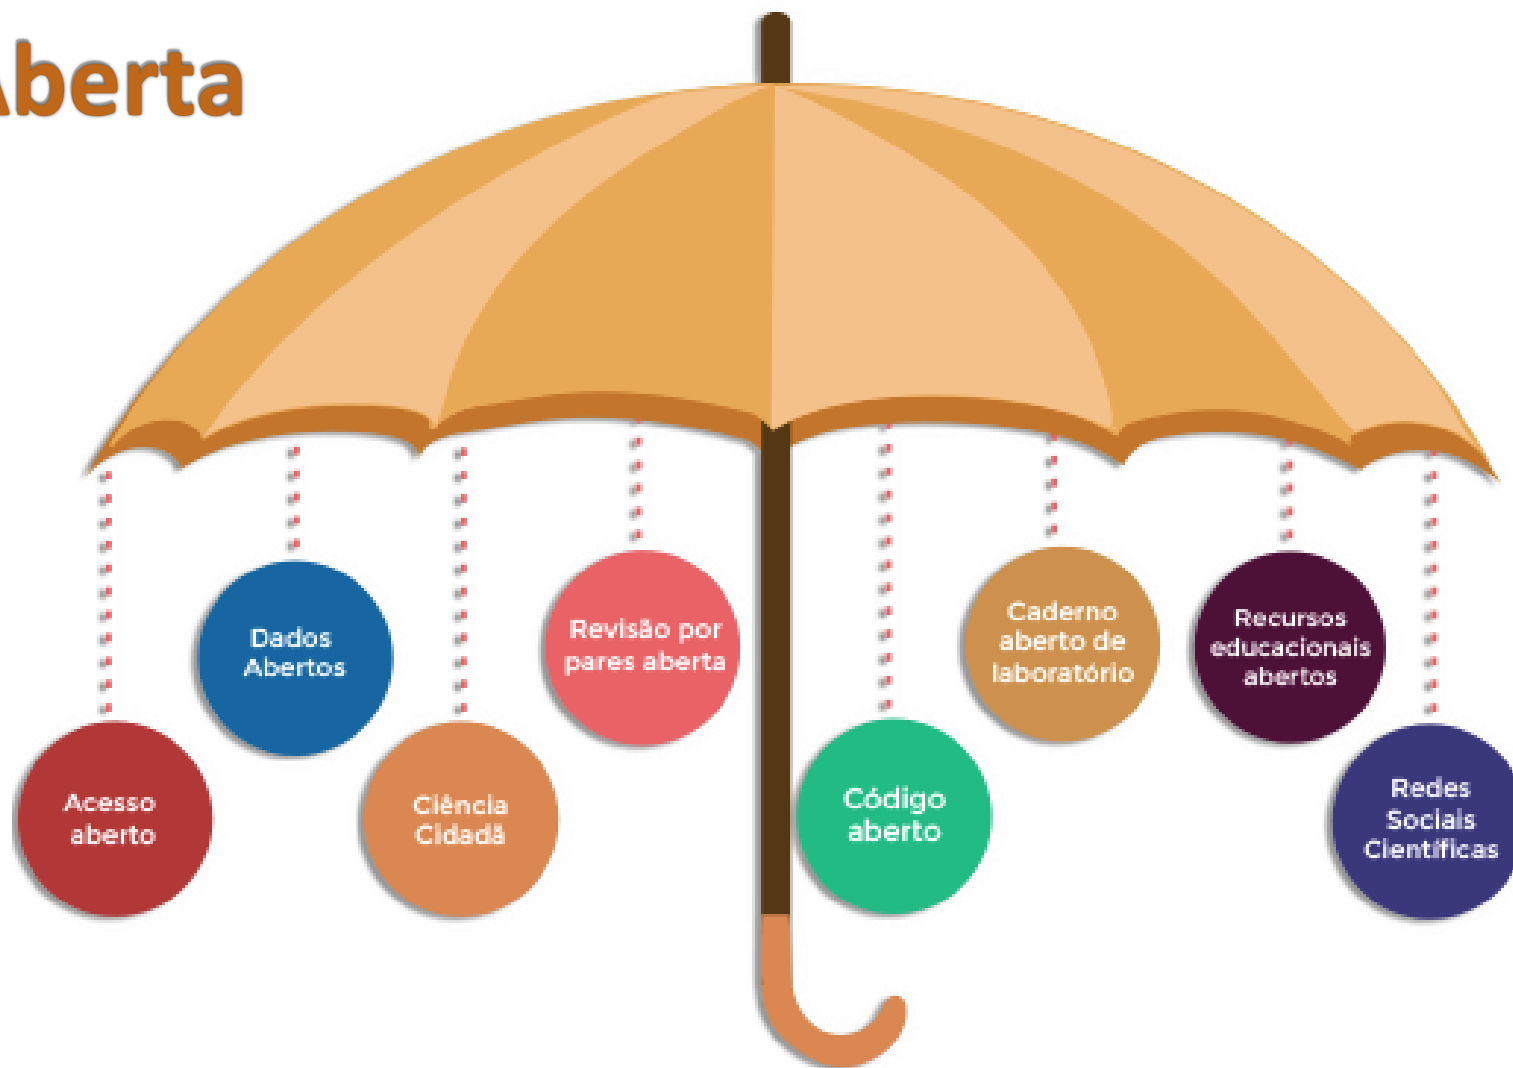 Aberta
Dados
Abertos
Revisão por
pares aberta
Caderno
aberto de
laboratório
Recursos
educacionais
abertos
Acesso
aberto
Ciência
Cidadã
Código
aberto
Redes
Sociais
Científicas